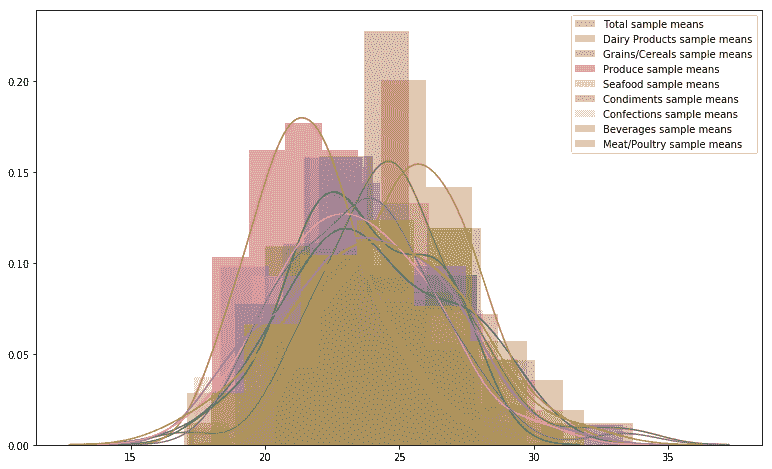 Total sample means
Dairy Products sample means
Grains/Cereals sample means
Produce sample means
Seafood sample means
Condiments sample means
Confections sample means
Beverages sample means
Meat/Poultry sample means
0.20
0.15
0.10
0.05
0.00
15 20 25 30 35